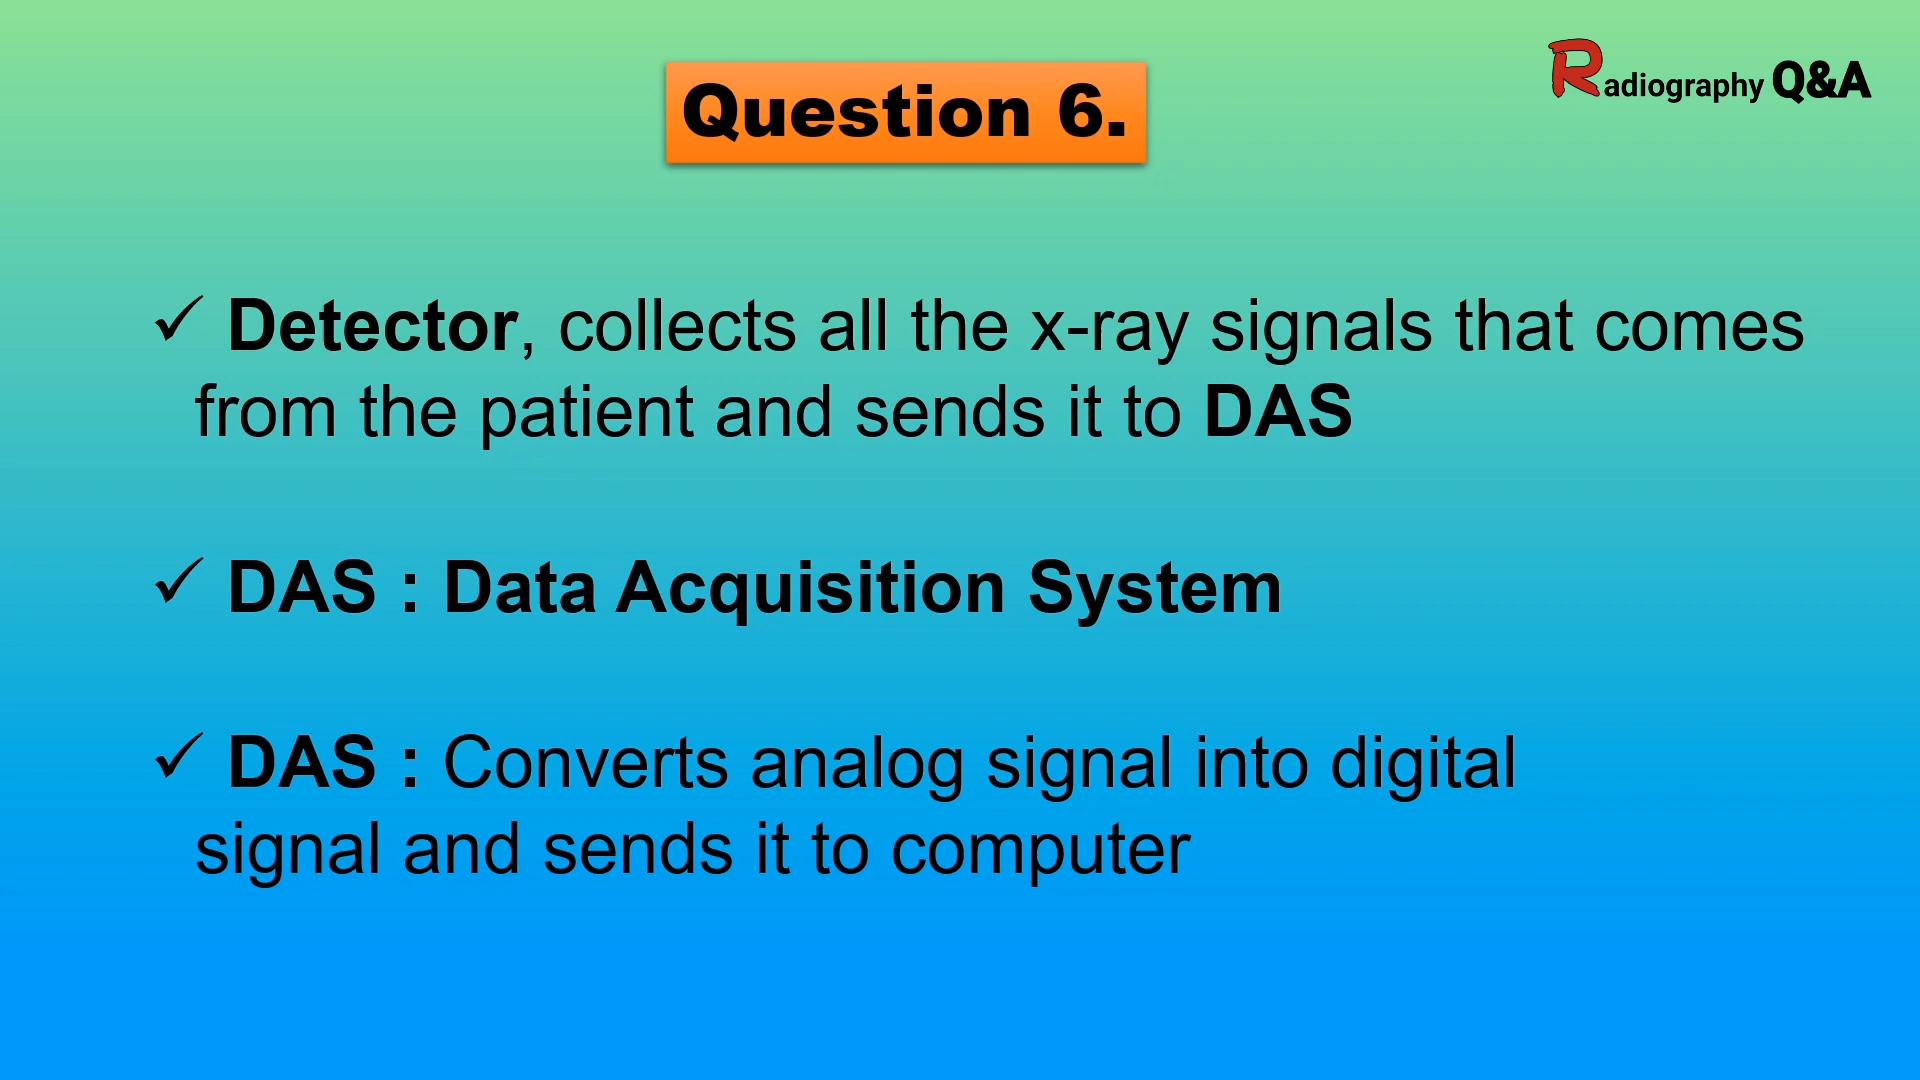 Radiography Q&A
Question 6.
✓ Detector, collects all the x-ray signals that comes
from the patient and sends it to DAS
✓ DAS : Data Acquisition System
✓ DAS : Converts analog signal into digital
signal and sends it to computer